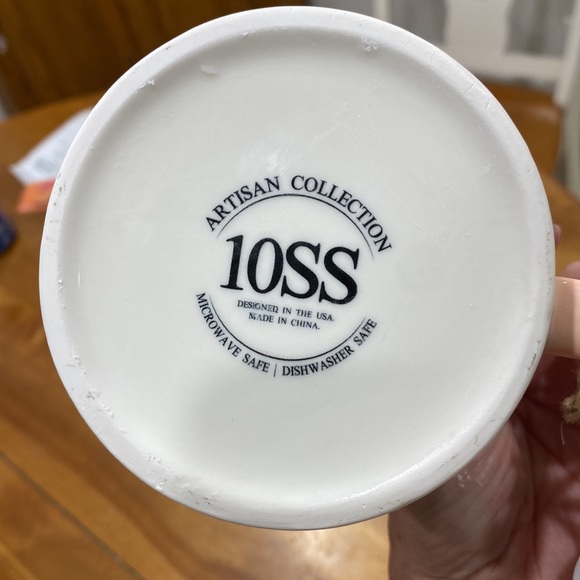 ARTISAN COLLECTION
10SS
DESIGNED IN THE USA.
MADE IN CHINA.
MICROWAVE SAFE | DISHWASHER SAFE